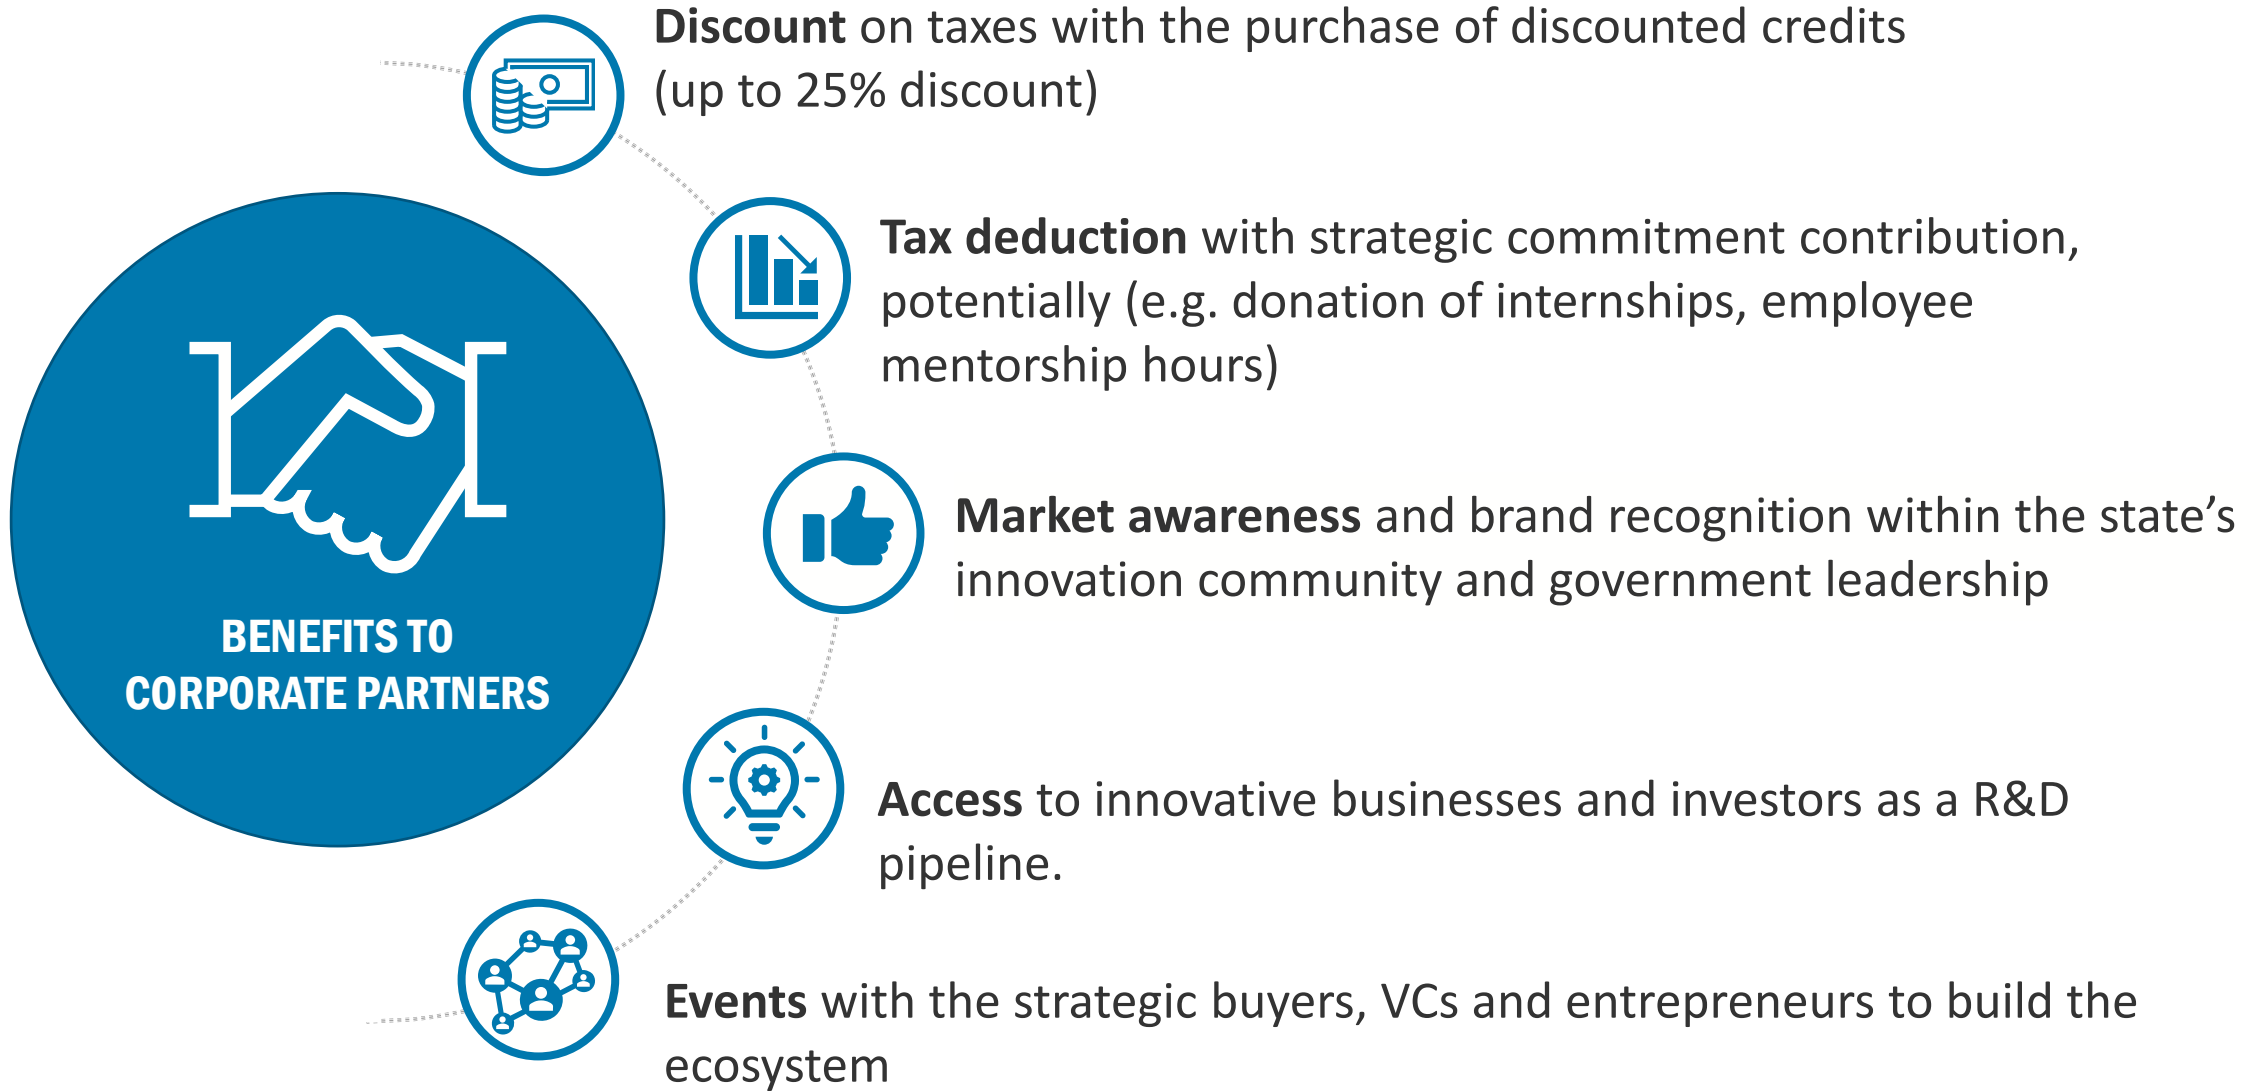 Discount on taxes with the purchase of discounted credits
(up to 25% discount)
Tax deduction with strategic commitment contribution,
potentially (e.g. donation of internships, employee
mentorship hours)
Market awareness and brand recognition within the state’s
innovation community and government leadership
BENEFITS TO
CORPORATE PARTNERS
Access to innovative businesses and investors as a R&D
pipeline.
Events with the strategic buyers, VCs and entrepreneurs to build the
ecosystem